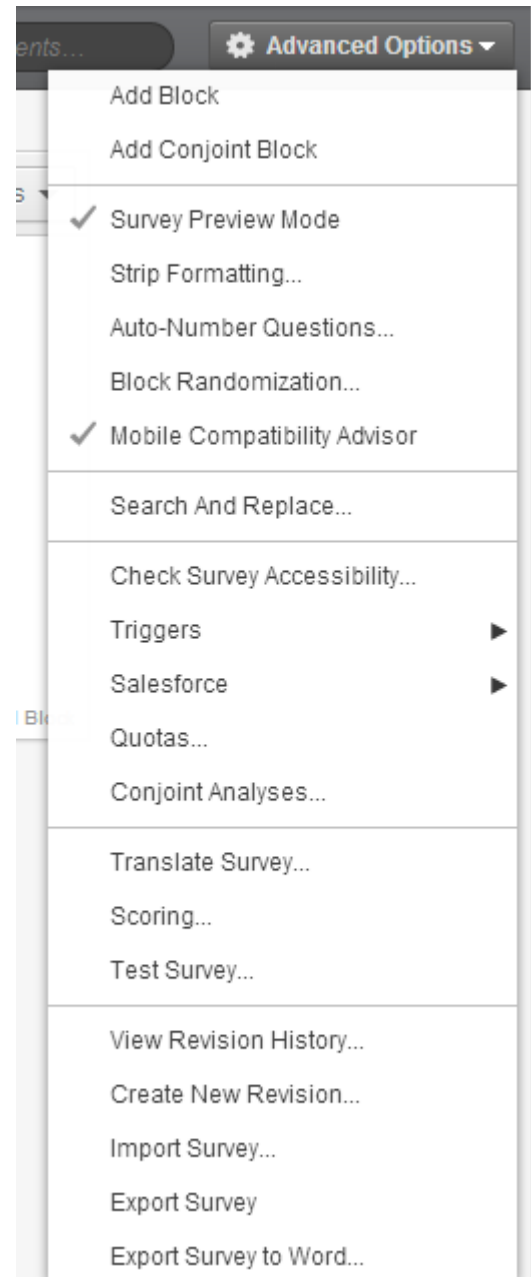 ents...
Advanced Options
Add Block
Add Conjoint Block
s
Survey Preview Mode
Strip Formatting...
Auto-Number Questions...
Block Randomization...
Mobile Compatibility Advisor
Search And Replace...
Check Survey Accessibility...
Triggers
Salesforce
Block
Quotas...
Conjoint Analyses...
Translate Survey...
Scoring...
Test Survey...
View Revision History...
Create New Revision...
Import Survey...
Export Survey
Export Survey to Word...